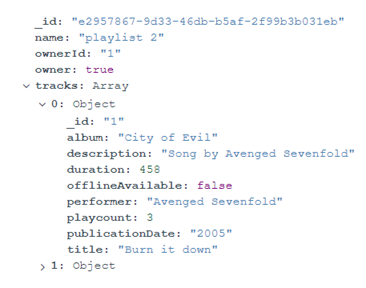 _id: "e2957867-9d33-46db-b5af-2f99b3b031eb"
name: "playlist 2"
ownerId: "1"
owner: true
tracks: Array
0: Object
_id: "1"
album: "City of Evil"
description: "Song by Avenged Sevenfold"
duration: 458
offlineAvailable: false
performer: "Avenged Sevenfold"
playcount: 3
publicationDate: "2005"
title: "Burn it down"
1: Object